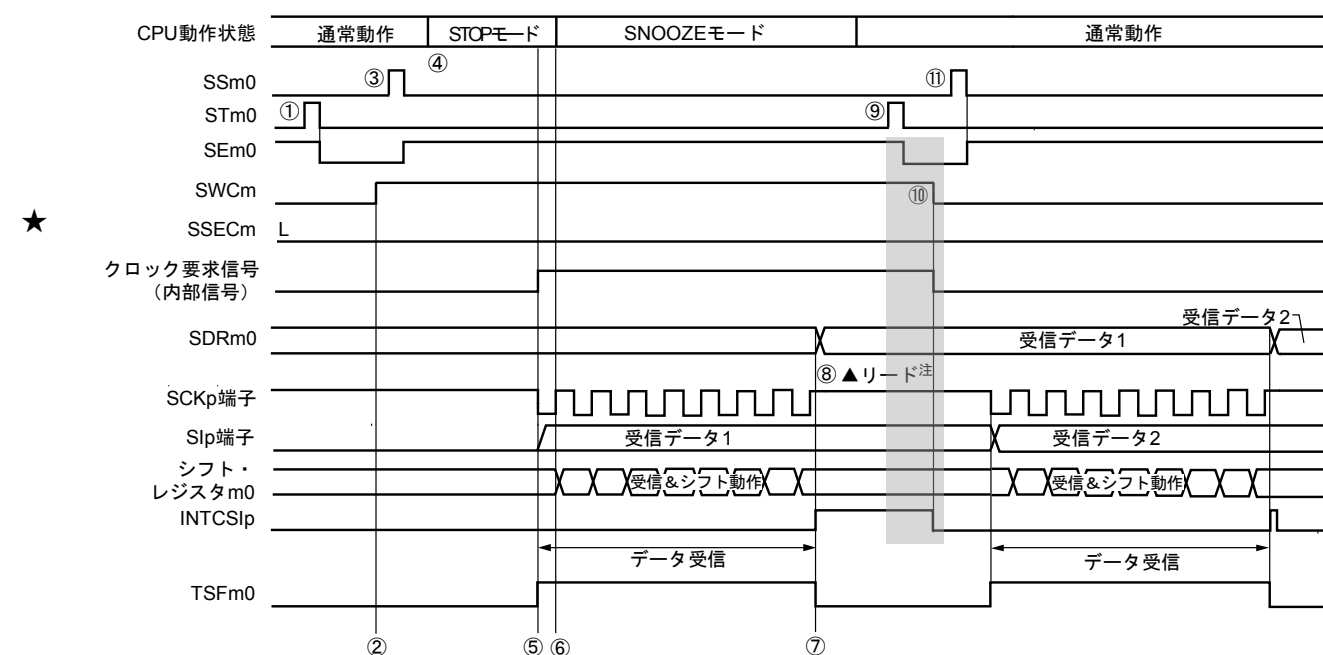 CPU動作状態 通常動作 STOPモード SNOOZEモード 通常動作
④
SSm0 ③ ⑪
STm0 ① ⑨
SEm0
SWCm ⑩
★
SSECm L
クロック要求信号
(内部信号)
受信データ2
SDRm0 受信データ1
⑧ ▲リード注
SCKp端子
SIp端子 受信データ1 受信データ2
シフト・
レジスタm0 受信&シフト動作 受信&シフト動作
INTCSIp
データ受信 データ受信
TSFm0
② ⑤ ⑥ ⑦